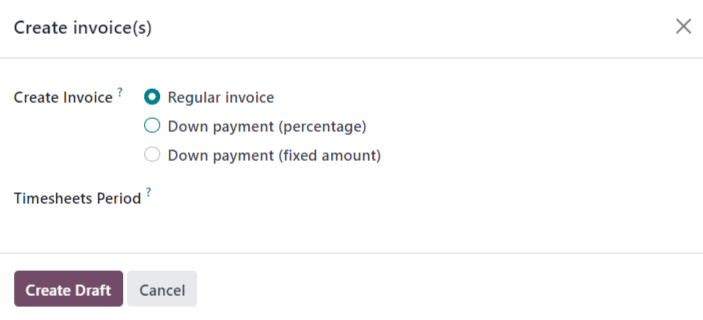 Create invoice(s)
Create Invoice ? Regular invoice
Down payment (percentage)
Down payment (fixed amount)
Timesheets Period ?
Create Draft Cancel